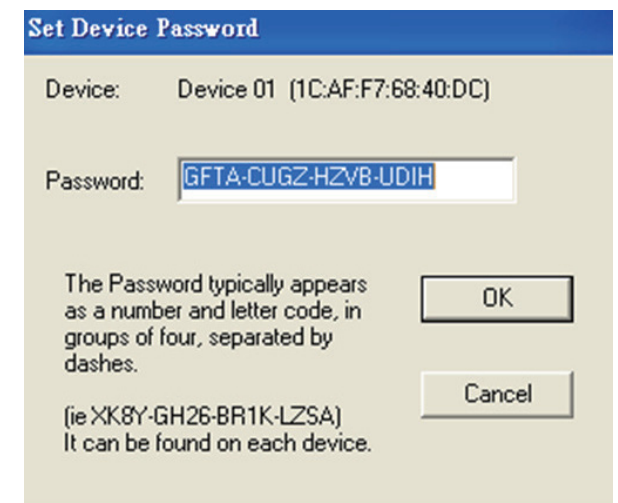 Set Device Password
Device: Device 01 (1C:AF:F7:68:40:DC)
Password: GFTA-CUGZ-HZVB-UDIH
The Password typically appears
as a number and letter code, in
groups of four, separated by
dashes.
OK
Cancel
(ie XK8Y-GH26-BR1K-LZSA)
It can be found on each device.